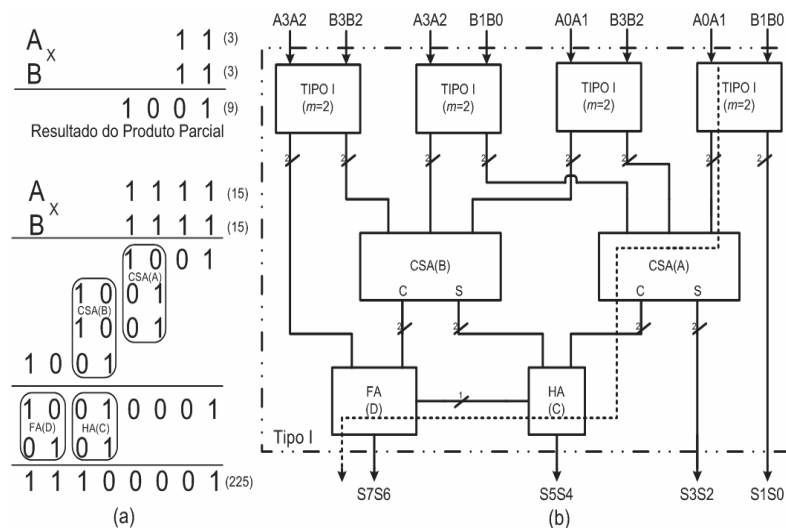 A 1 1 (3)
x
B 1 1 (3)
1 0 0 1 (9)
Resultado do Produto Parcial
A 1 1 1 1 (15)
X
B 1 1 1 1 (15)
1 0 0 1
CSA(A)
1 0 0 1
CSA(B)
1 0 0 1
1 0 0 1
1 0 0 1 0 0 0 1
FA(D) HA(C)
0 1 0 1
1 1 1 0 0 0 0 1 (225)
(a)
A3A2 B3B2 A3A2 B1B0 A0A1 B3B2 A0A1 B1B0
TIPO I TIPO I TIPO I TIPO I
(m=2) (m=2) (m=2) (m=2)
2 2 2 2 2 2 2 2
CSA(B) CSA(A)
C S C S
2 2 2 2
FA HA
(D) (C)
1
Tipo I
S7S6 S5S4 S3S2 S1S0
(b)